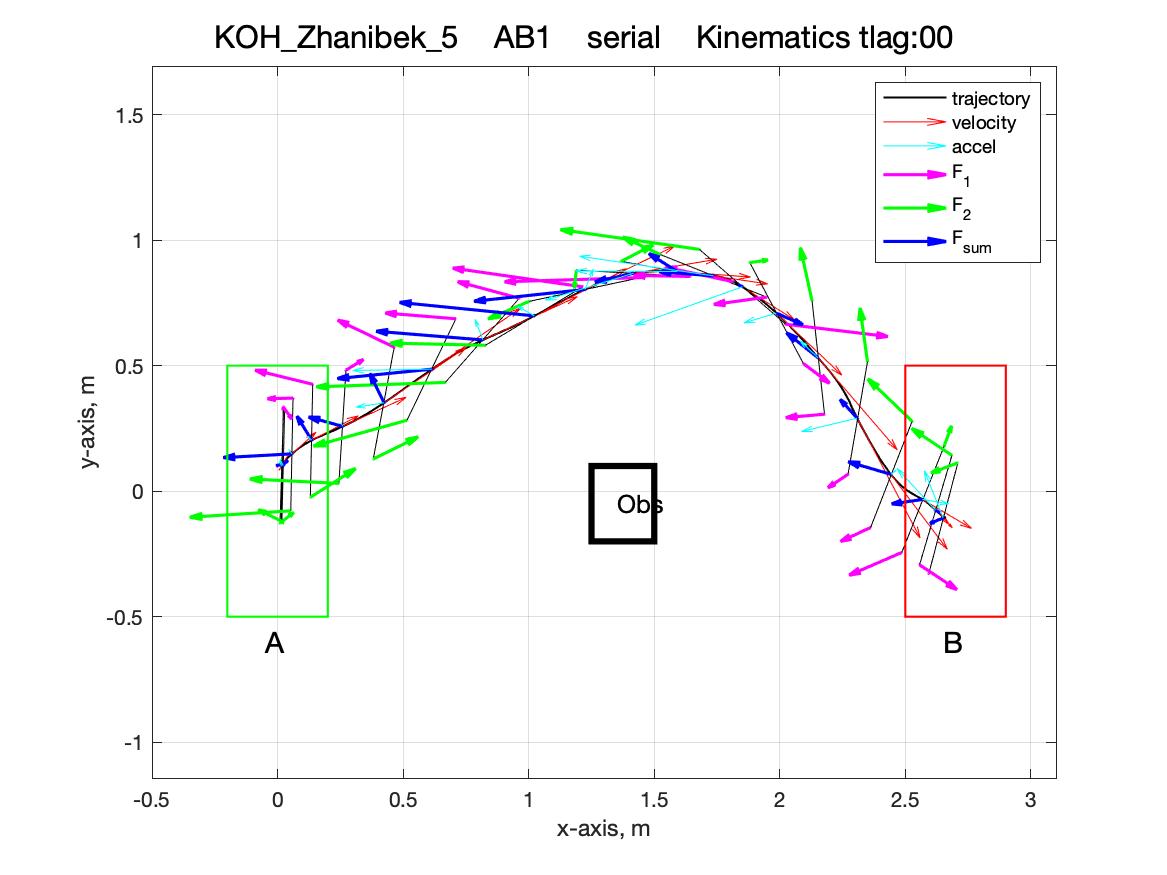 KOH_Zhanibek_5 AB1 serial Kinematics tlag:00
trajectory
velocity
accel
F1
F2
Fsum
1.5
1
0.5
0
-0.5
-1
y-axis, m
Obs
A
B
-0.5 0 0.5 1 1.5 2 2.5 3
x-axis, m